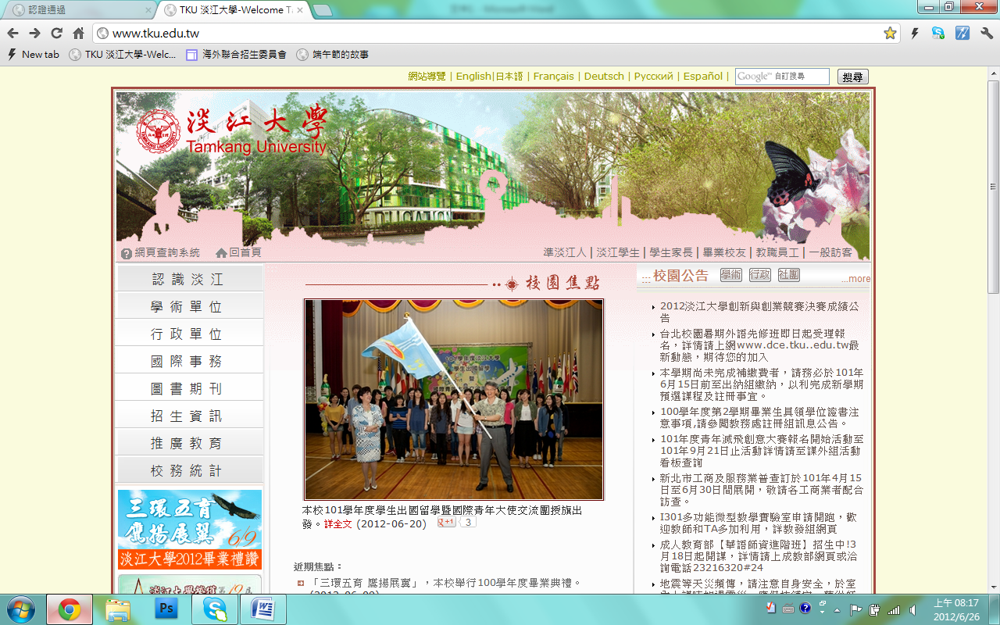 認證通過
TKU 淡江大學-Welcome T
www.tku.edu.tw
New tab
TKU 淡江大學-Welc...
海外聯合招生委員會
端午節的故事
網站導覽 | English|日本語 | Français | Deutsch | Русский | Español |
Google™ 自訂搜尋
搜尋
淡江大學
Tamkang University
網頁查詢系統 回首頁
準淡江人 | 淡江學生 | 學生家長 | 畢業校友 | 教職員工 | 一般訪客
認識淡江
學術單位
行政單位
國際事務
圖書期刊
招生資訊
推廣教育
校務統計
三環五育
鷹揚展翼 6/9
淡江大學2012畢業禮讚
校園焦點
101學年度淡江大學
學生出國留學
暨
本校101學年度學生出國留學暨國際青年大使交流團授旗出
發。詳全文 (2012-06-20) +1 3
近期焦點：
「三環五育 鷹揚展翼」，本校舉行100學年度畢業典禮。
::: 校園公告 學術 行政 社團
...more
2012淡江大學創新與創業競賽決賽成績公
告
台北校園暑期外語先修班即日起受理報
名，詳情請上網www.dce.tku..edu.tw最
新動態，期待您的加入
本學期尚未完成補繳費者，請務必於101年
6月15日前至出納組繳納，以利完成新學期
預選課程及註冊事宜。
100學年度第2學期畢業生具領學位證書注
意事項,請參閱教務處註冊組訊息公告。
101年度青年滅飛創意大賽報名開始活動至
101年9月21日止活動詳情請至課外組活動
看板查詢
新北市工商及服務業普查訂於101年4月15
日至6月30日間展開，敬請各工商業者配合
訪查。
I301多功能微型教學實驗室申請開跑，歡
迎教師和TA多加利用，詳教發組網頁
成人教育部【華語師資進階班】招生中!3
月18日起開課，詳情請上成教部網頁或洽
詢電話23216320#24
地震等天災頻傳，請注意自身安全，於室
Ps
上午 08:17
2012/6/26